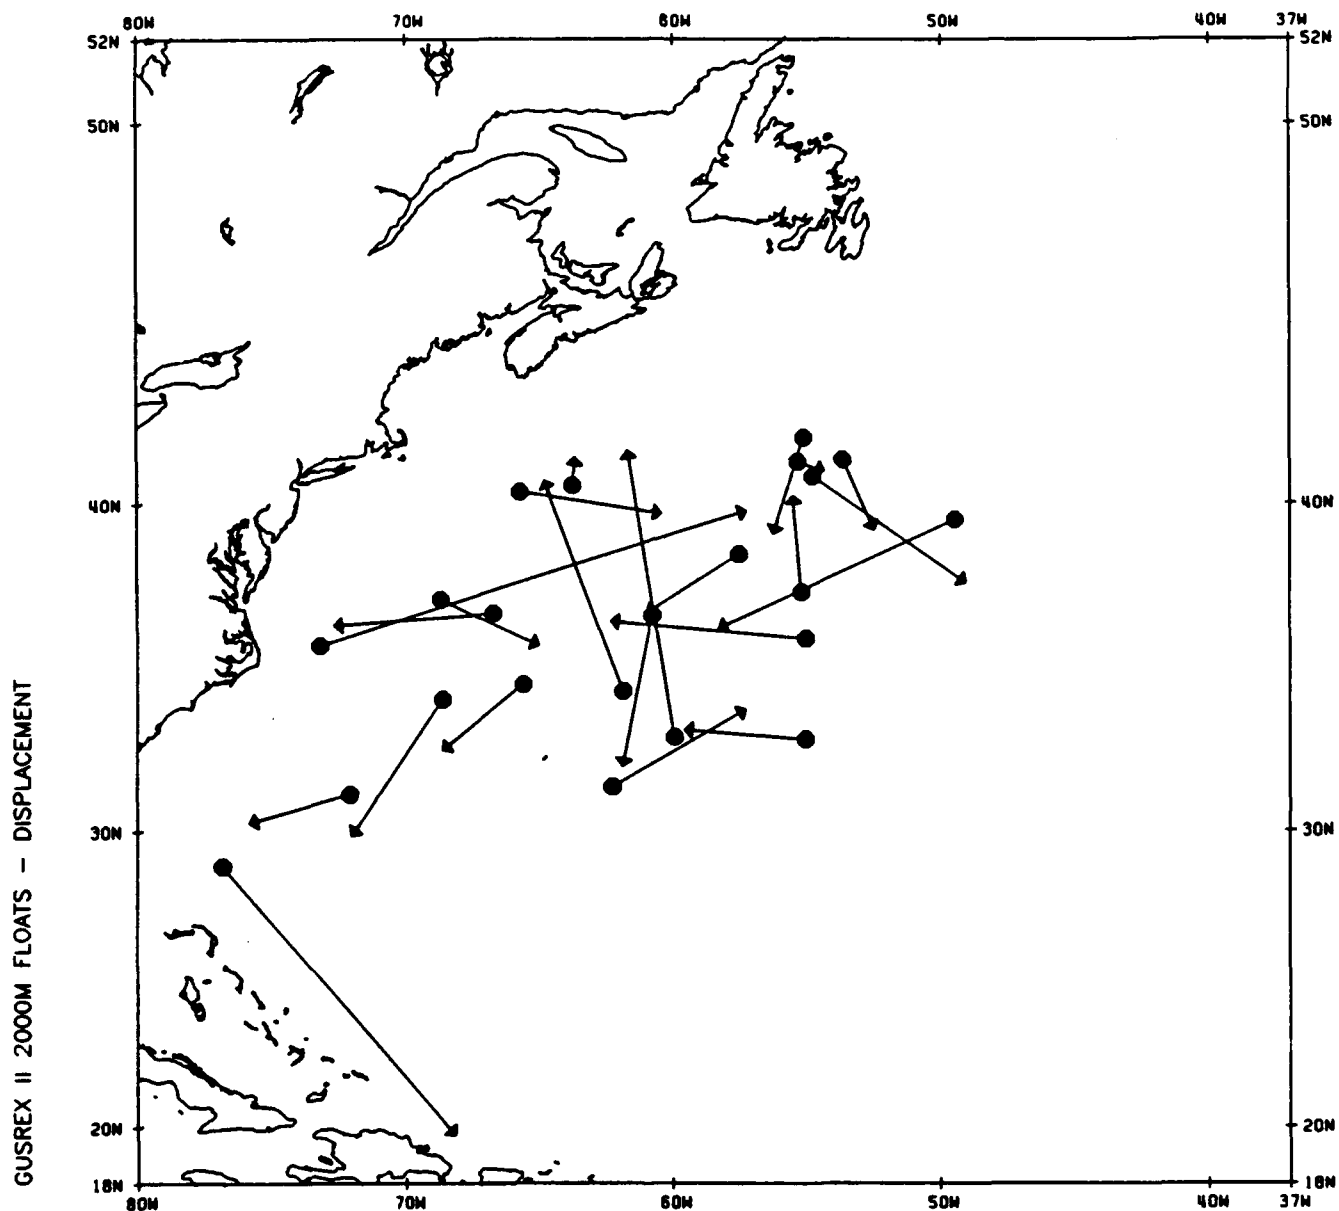 80W 70W 60W 50W 40W 37W
52N 52N
50N 50N
40N 40N
30N 30N
20N 20N
18N 18N
80W 70W 60W 50W 40W 37W
GUSREX II 2000M FLOATS – DISPLACEMENT